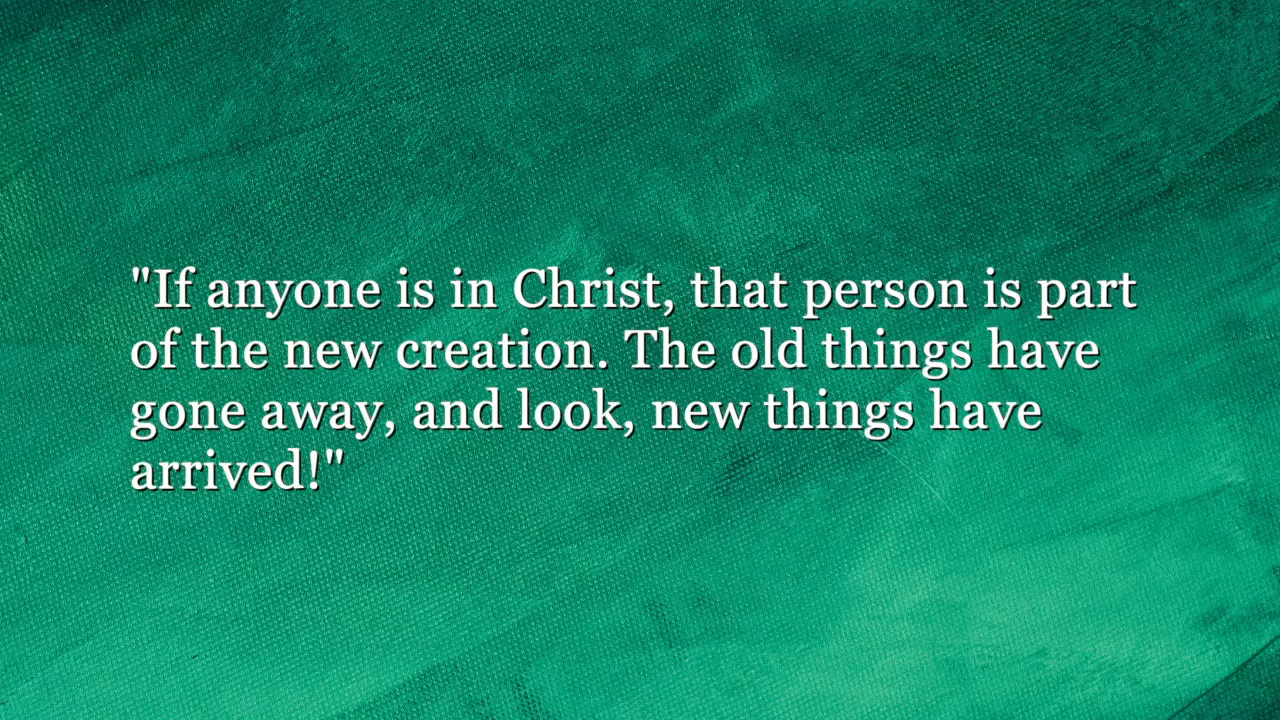 "If anyone is in Christ, that person is part
of the new creation. The old things have
gone away, and look, new things have
arrived!"